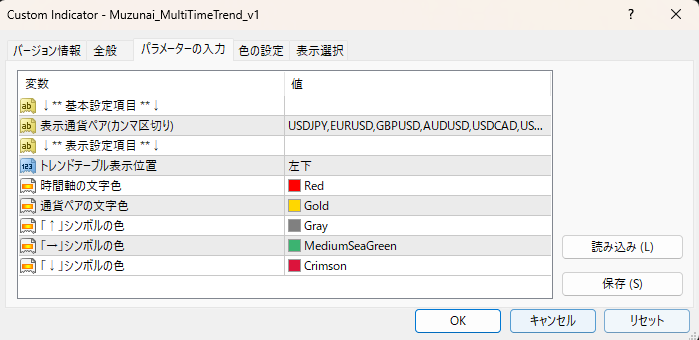 Custom Indicator - Muzunai_MultiTimeTrend_v1
バージョン情報 全般 パラメーターの入力 色の設定 表示選択
変数 値
ab ↓** 基本設定項目 **↓
ab 表示通貨ペア(カンマ区切り) USDJPY,EURUSD,GBPUSD,AUDUSD,USDCAD,US...
ab ↓** 表示設定項目 **↓
123 トレンドテーブル表示位置 左下
時間軸の文字色 Red
通貨ペアの文字色 Gold
「↑」シンボルの色 Gray
「→」シンボルの色 MediumSeaGreen
「↓」シンボルの色 Crimson
読み込み (L)
保存 (S)
OK キャンセル リセット